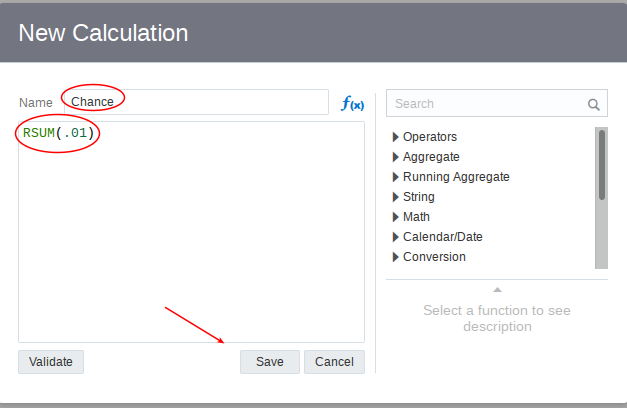 New Calculation
Name
Chance
f(x)
RSUM(.01)
Validate
Save
Cancel
Search
Operators
Aggregate
Running Aggregate
String
Math
Calendar/Date
Conversion
Select a function to see
description